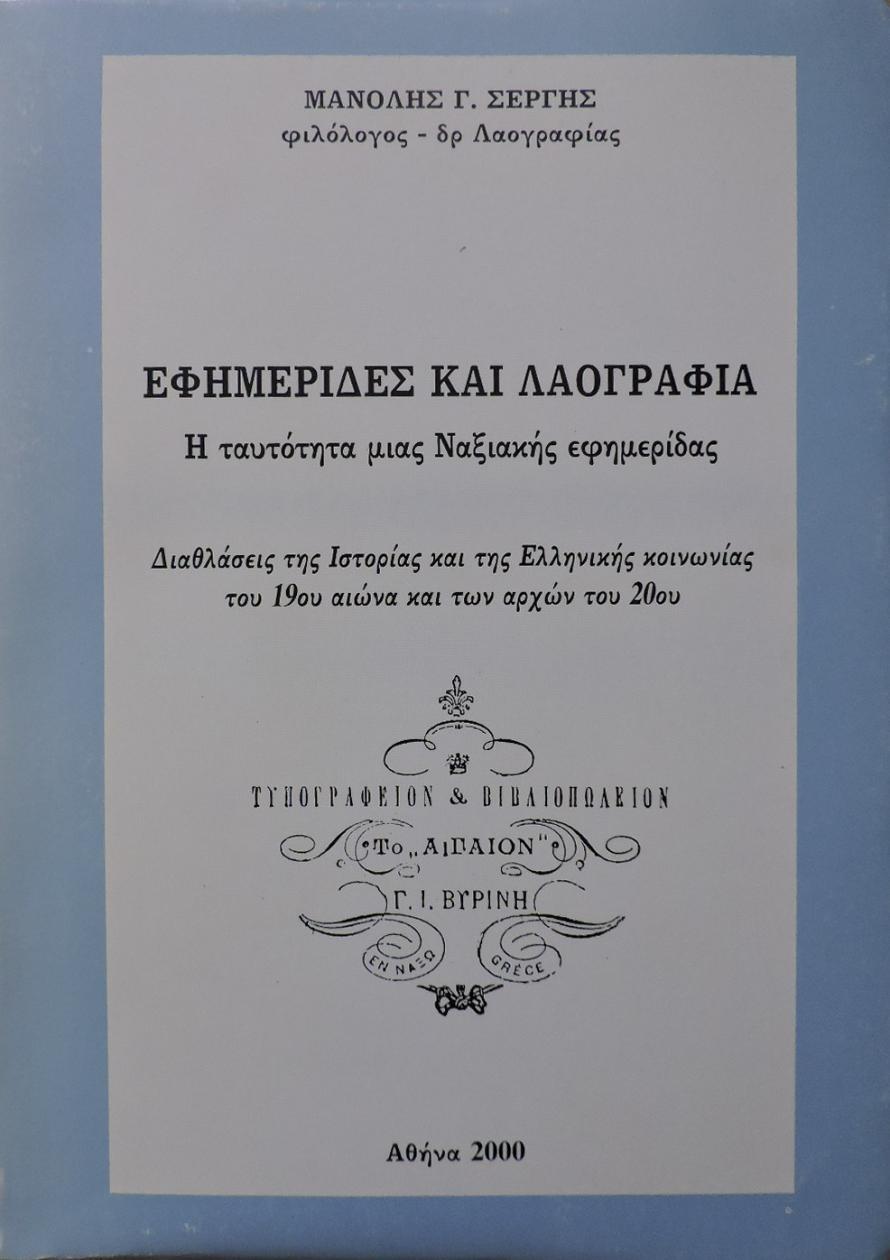 ΜΑΝΟΛΗΣ Γ. ΣΕΡΓΗΣ
φιλόλογος - δρ Λαογραφίας
ΕΦΗΜΕΡΙΔΕΣ ΚΑΙ ΛΑΟΓΡΑΦΙΑ
Η ταυτότητα μιας Ναξιακής εφημερίδας
Διαθλάσεις της Ιστορίας και της Ελληνικής κοινωνίας
του 19ου αιώνα και των αρχών του 20ου
ΤΥΠΟΓΡΑΦΕΙΟΝ & ΒΙΒΛΙΟΠΩΛΕΙΟΝ
Το „ΑΙΓΑΙΟΝ"
Γ. Ι. ΒΥΡΙΝΗ
ΕΝ ΝΑΞΩ GRÉCE
Αθήνα 2000